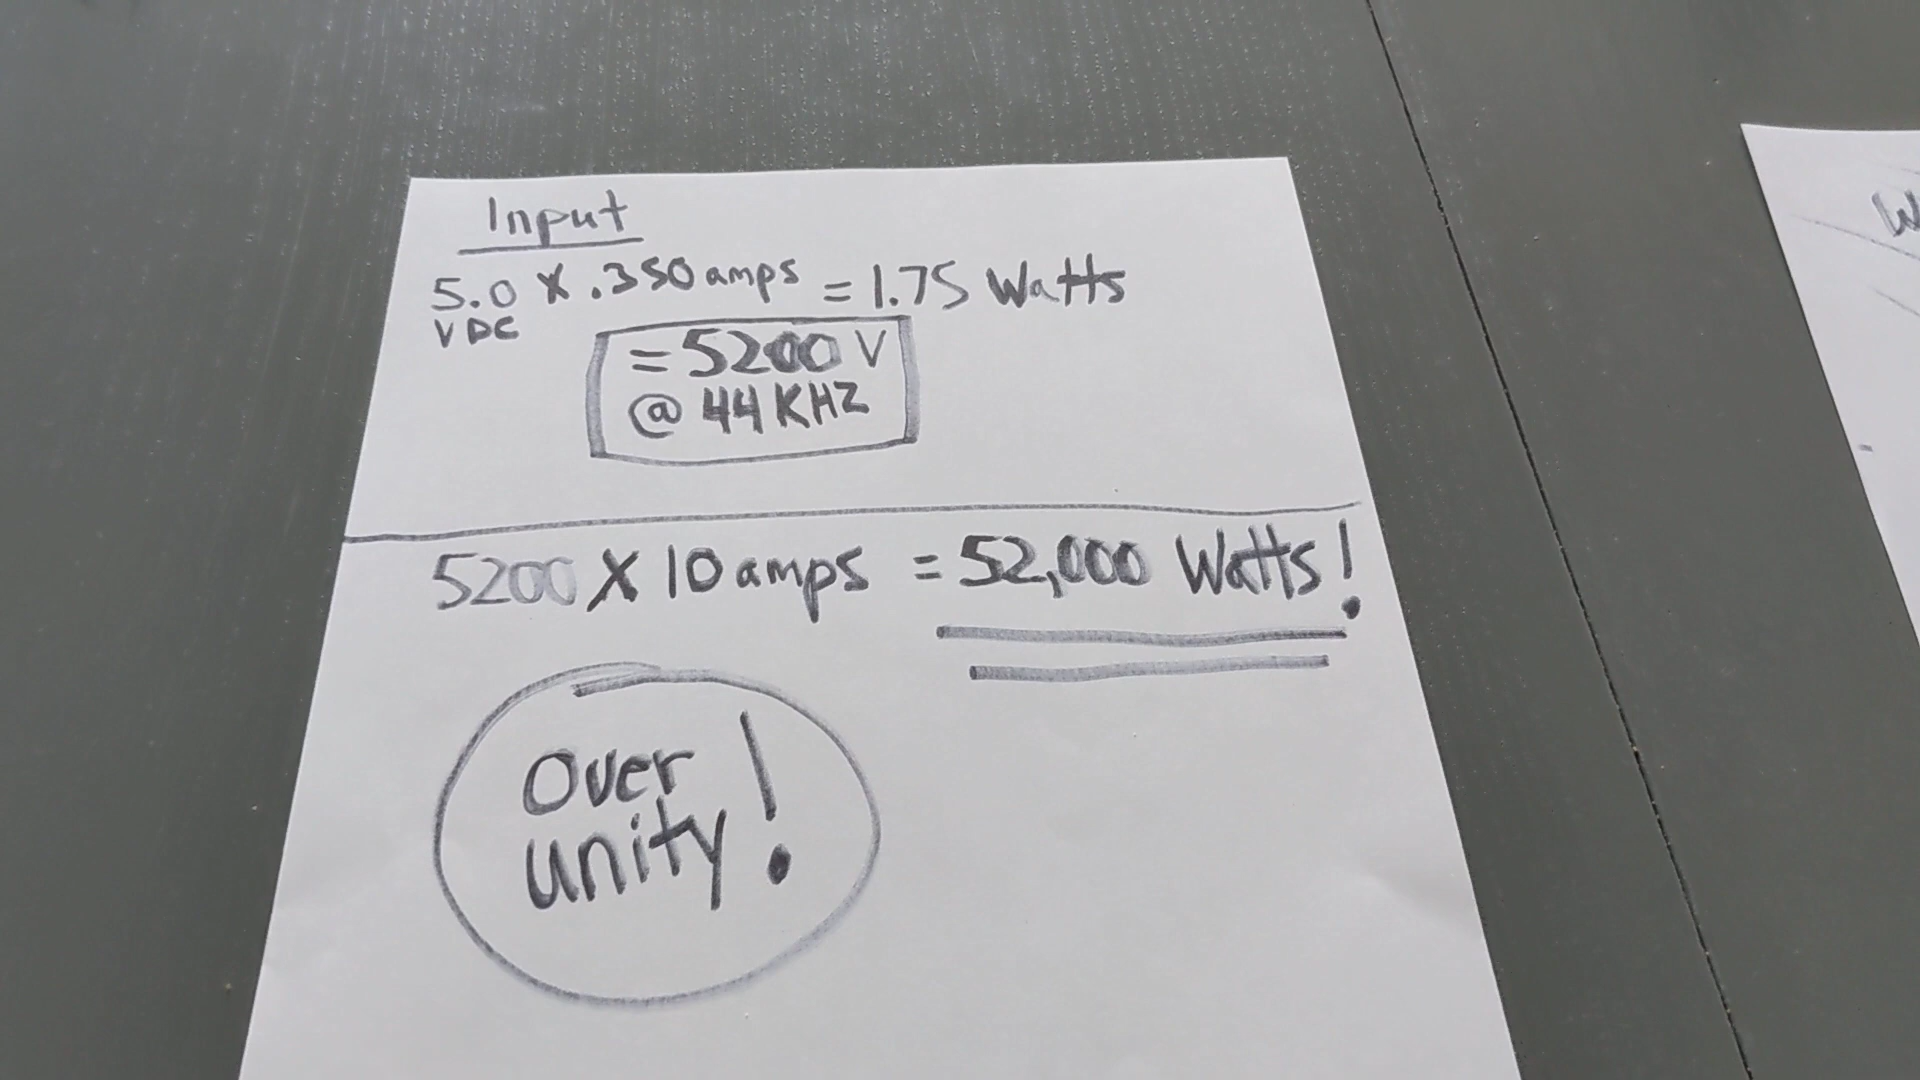 Input
5.0 X .350 amps = 1.75 Watts
VDC
= 5200 V
@ 44 KHZ
5200 X 10 amps = 52,000 Watts!
Over
unity!